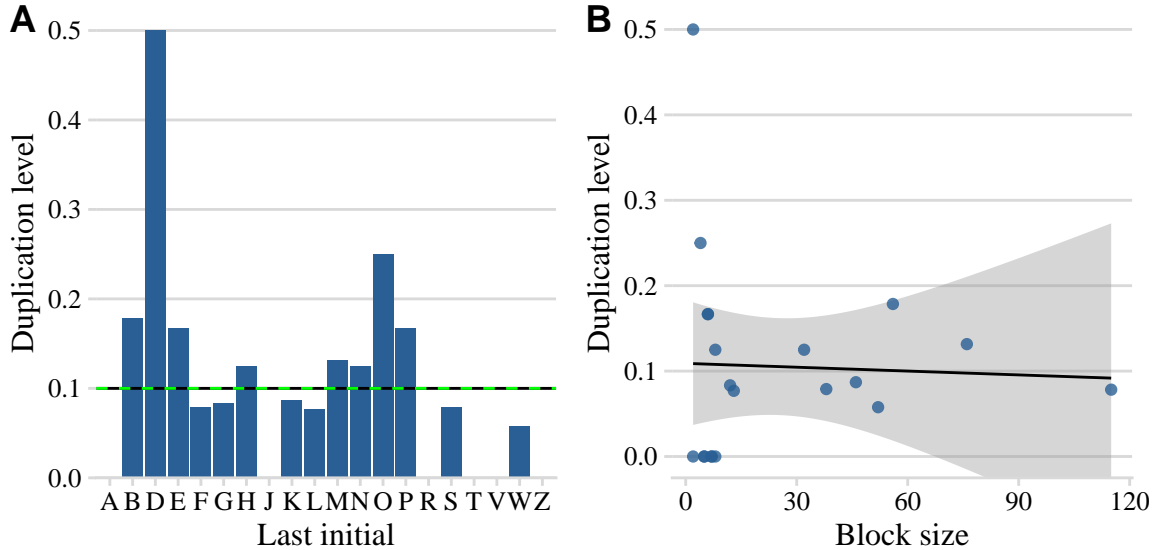 A
Duplication level
0.5
0.4
0.3
0.2
0.1
0.0
A B D E F G H J K L M N O P R S T V W Z
Last initial
B
Duplication level
0.5
0.4
0.3
0.2
0.1
0.0
0 30 60 90 120
Block size